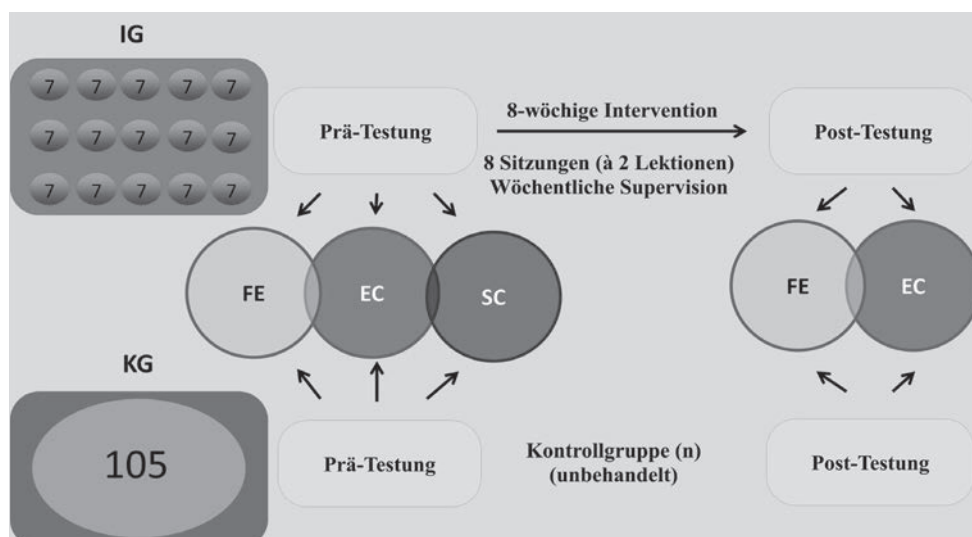 IG
7 7 7 7 7
7 7 7 7 7
7 7 7 7 7
Prä-Testung
8-wöchige Intervention
8 Sitzungen (à 2 Lektionen)
Wöchentliche Supervision
Post-Testung
FE
EC
SC
FE
EC
KG
105
Prä-Testung
Kontrollgruppe (n)
(unbehandelt)
Post-Testung